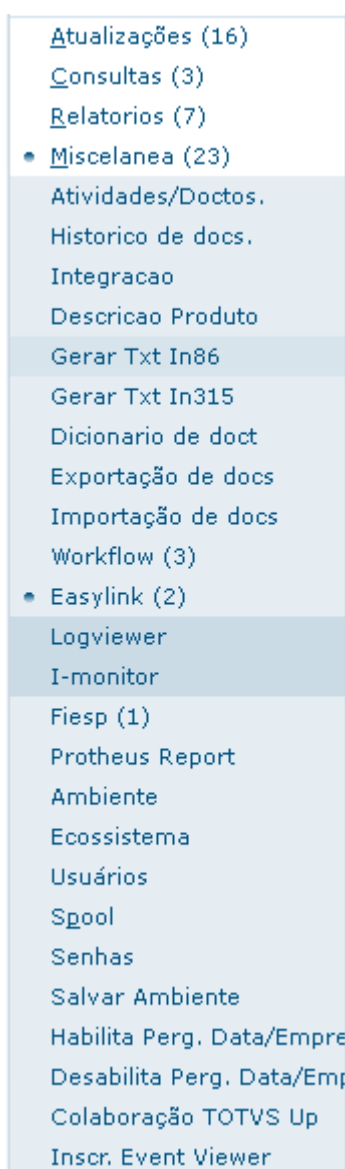 Atualizações (16)
Consultas (3)
Relatorios (7)
Miscelanea (23)
Atividades/Doctos.
Historico de docs.
Integracao
Descricao Produto
Gerar Txt In86
Gerar Txt In315
Dicionario de doct
Exportação de docs
Importação de docs
Workflow (3)
Easylink (2)
Logviewer
I-monitor
Fiesp (1)
Protheus Report
Ambiente
Ecossistema
Usuários
Spool
Senhas
Salvar Ambiente
Habilita Perg. Data/Empre
Desabilita Perg. Data/Emp
Colaboração TOTVS Up
Inscr. Event Viewer